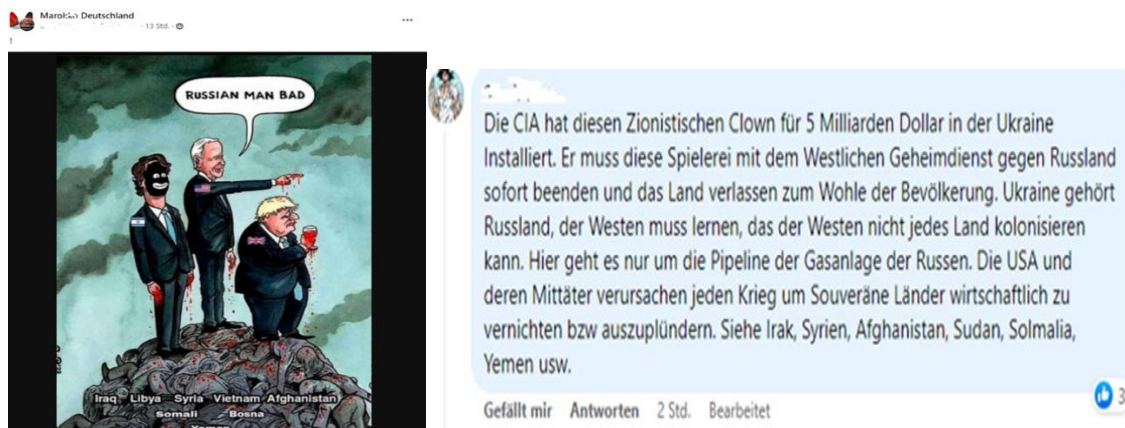 Deutschland
13 Std.
!
RUSSIAN MAN BAD
Iraq Libya Syria Vietnam Afghanistan
Somali Bosna
Yemen
Die CIA hat diesen Zionistischen Clown für 5 Milliarden Dollar in der Ukraine
Installiert. Er muss diese Spielerei mit dem Westlichen Geheimdienst gegen Russland
sofort beenden und das Land verlassen zum Wohle der Bevölkerung. Ukraine gehört
Russland, der Westen muss lernen, das der Westen nicht jedes Land kolonisieren
kann. Hier geht es nur um die Pipeline der Gasanlage der Russen. Die USA und
deren Mittäter verursachen jeden Krieg um Souveräne Länder wirtschaftlich zu
vernichten bzw auszuplündern. Siehe Irak, Syrien, Afghanistan, Sudan, Solmalia,
Yemen usw.
3
Gefällt mir Antworten 2 Std. Bearbeitet